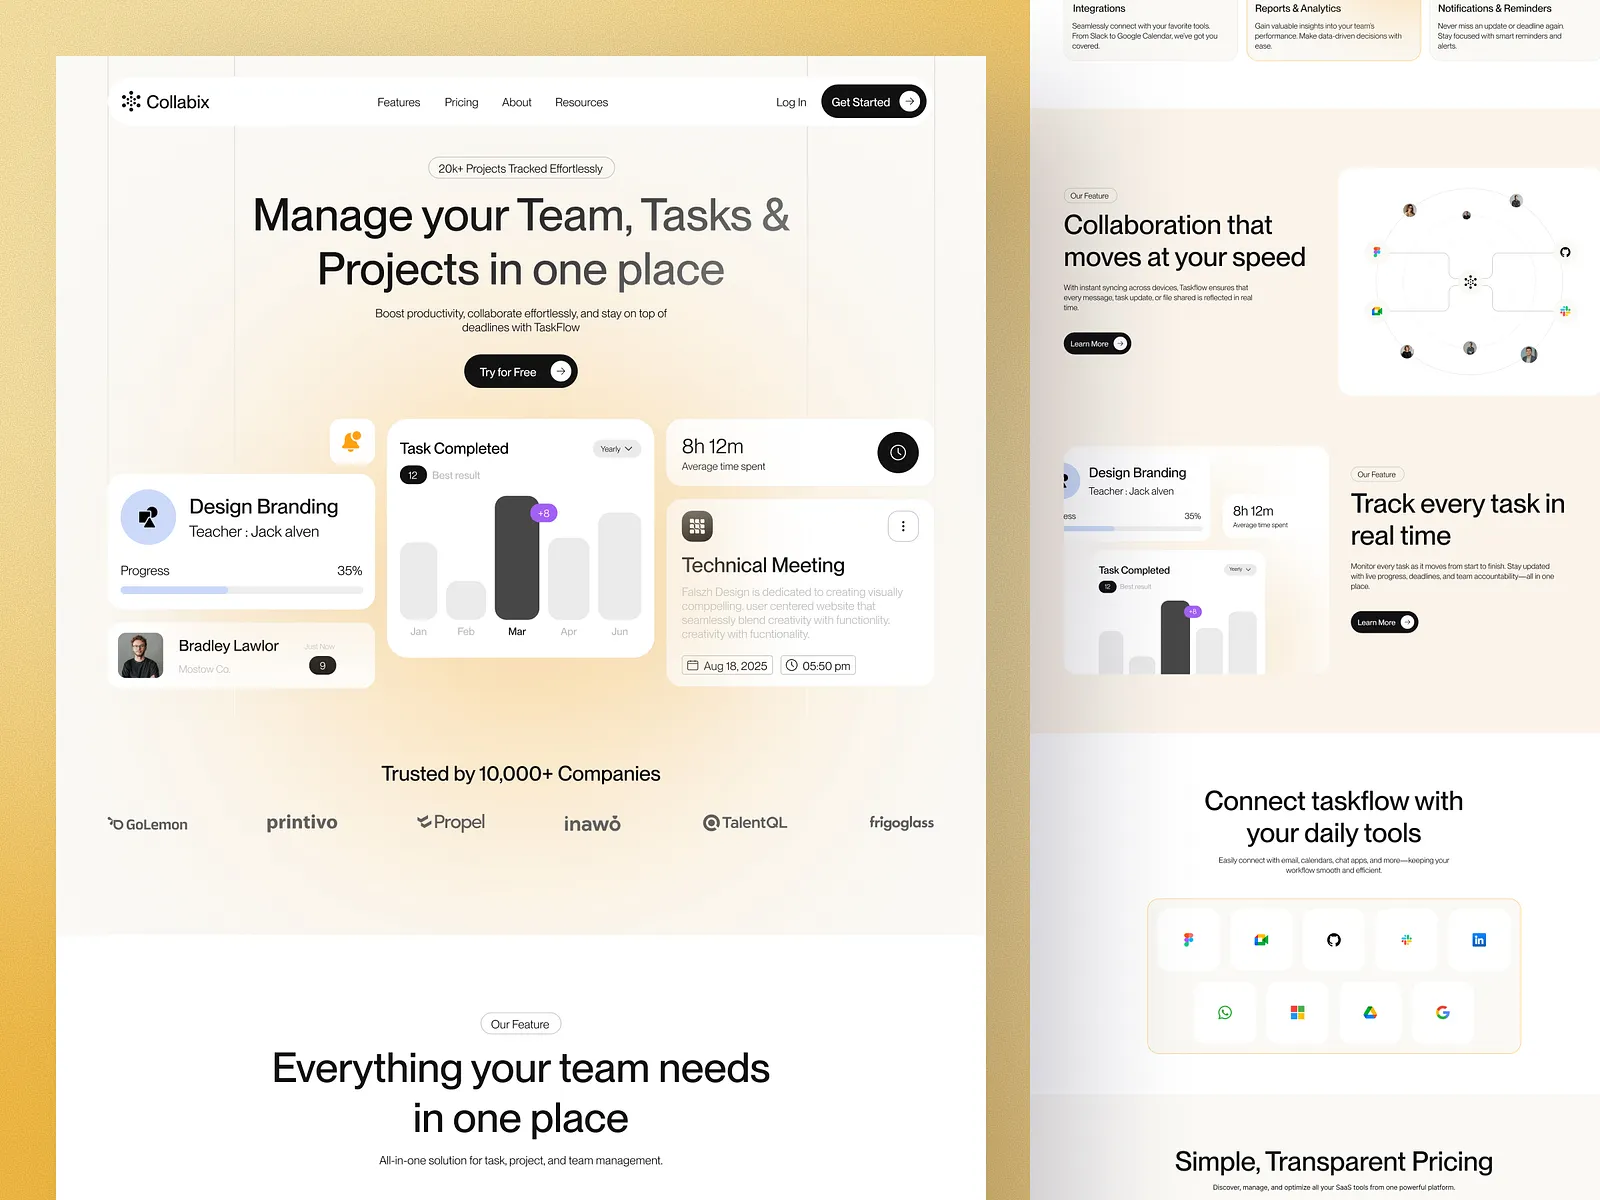 Collabix
Features
Pricing
About
Resources
Log In
Get Started
20k+ Projects Tracked Effortlessly
Manage your Team, Tasks &
Projects in one place
Boost productivity, collaborate effortlessly, and stay on top of
deadlines with TaskFlow
Try for Free
Design Branding
Teacher : Jack alven
Progress
35%
Bradley Lawlor
Mostow Co.
Just Now
9
Task Completed
Yearly
12
Best result
+8
Jan
Feb
Mar
Apr
Jun
8h 12m
Average time spent
Technical Meeting
Falszh Design is dedicated to creating visually
comppelling. user centered website that
seamlessly blend creativity with functionlity.
creativity with fucntionality.
Aug 18, 2025
05:50 pm
Trusted by 10,000+ Companies
GoLemon
printivo
Propel
inawo
TalentQL
frigoglass
Our Feature
Everything your team needs
in one place
All-in-one solution for task, project, and team management.
Integrations
Seamlessly connect with your favorite tools.
From Slack to Google Calendar, we've got you
covered.
Reports & Analytics
Gain valuable insights into your team's
performance. Make data-driven decisions with
ease.
Notifications & Reminders
Never miss an update or deadline again.
Stay focused with smart reminders and
alerts.
Our Feature
Collaboration that
moves at your speed
With instant syncing across devices, Taskflow ensures that
every message, task update, or file shared is reflected in real
time.
Learn More
Design Branding
Teacher : Jack alven
ess
35%
8h 12m
Average time spent
Task Completed
Yearly
12
Best result
+8
Our Feature
Track every task in
real time
Monitor every task as it moves from start to finish. Stay updated
with live progress, deadlines, and team accountability—all in one
place.
Learn More
Connect taskflow with
your daily tools
Easily connect with email, calendars, chat apps, and more—keeping your
workflow smooth and efficient.
in
Simple, Transparent Pricing
Discover, manage, and optimize all your SaaS tools from one powerful platform.